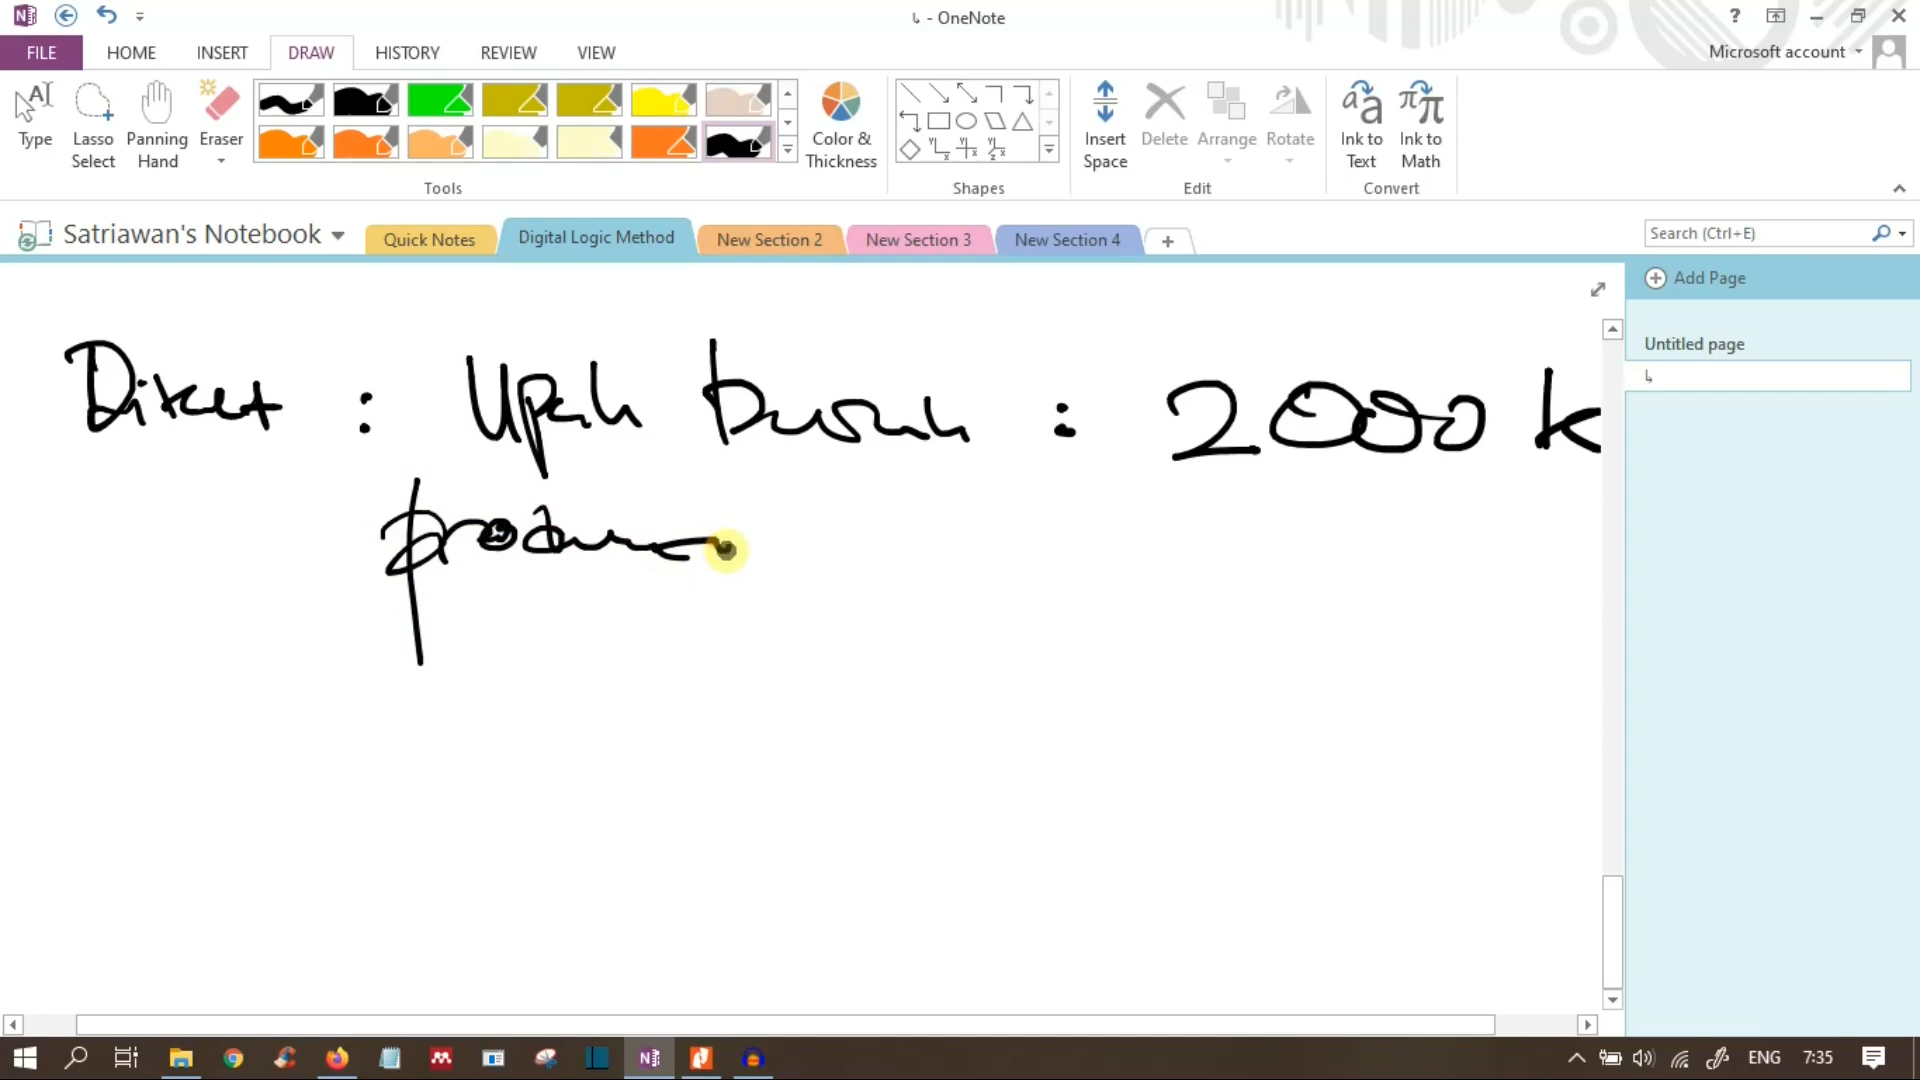 ↳ - OneNote
?
Microsoft account
FILE HOME INSERT DRAW HISTORY REVIEW VIEW
Type
Lasso Select
Panning Hand
Eraser
Color & Thickness
Insert Space
Delete
Arrange
Rotate
Ink to Text
Ink to Math
Tools
Shapes
Edit
Convert
Satriawan's Notebook
Quick Notes
Digital Logic Method
New Section 2
New Section 3
New Section 4
+
Search (Ctrl+E)
Add Page
Untitled page
↳
Diket : Upah buruh : 2000 k
ENG 7:35